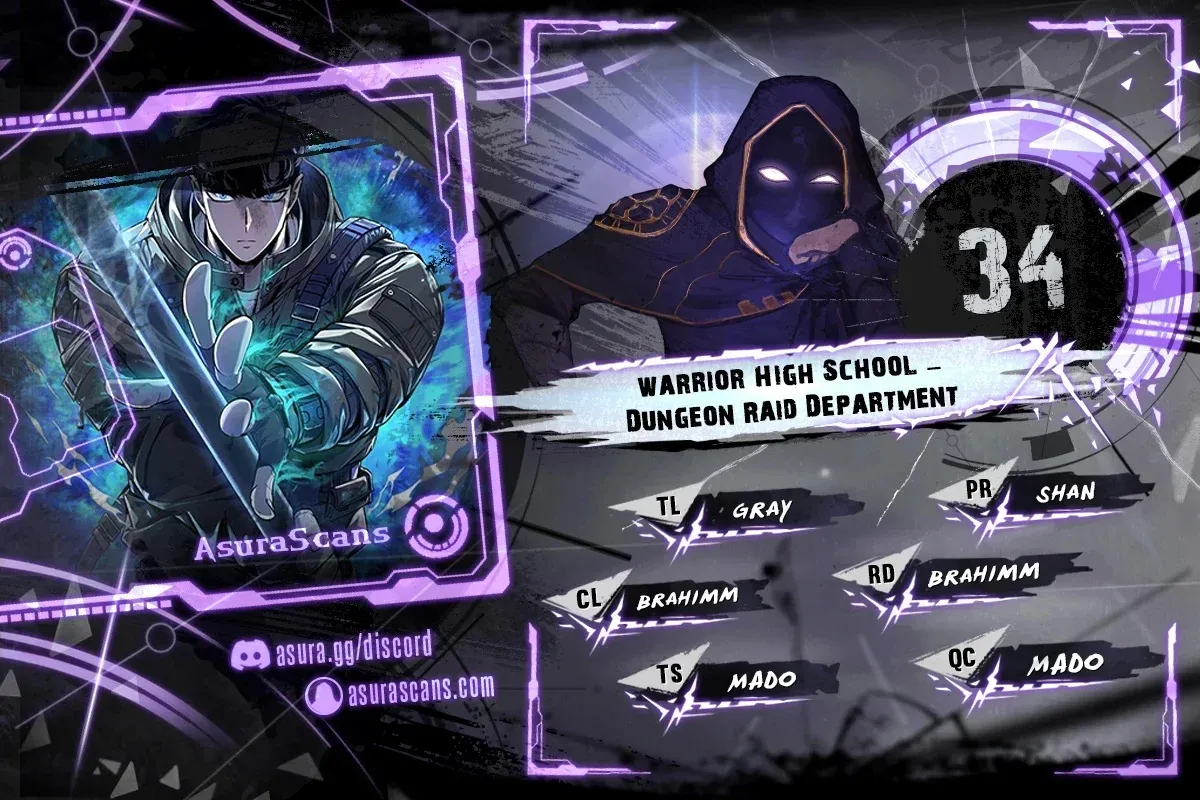 34
WARRIOR HIGH SCHOOL –
DUNGEON RAID DEPARTMENT
TL GRAY
PR SHAN
CL BRAHIMM
RD BRAHIMM
TS MADO
QC MADO
AsuraScans
asura.gg/discord
asurascans.com